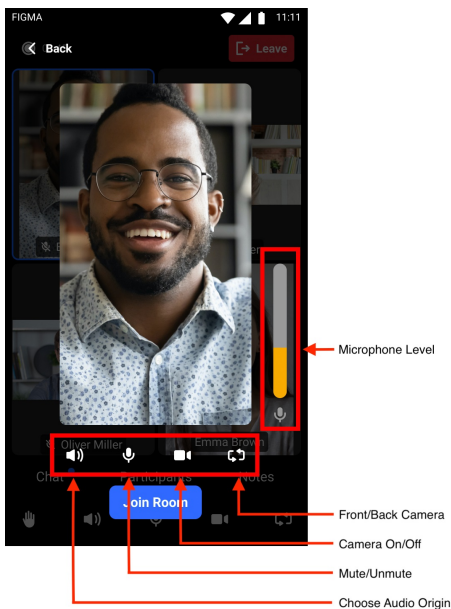 FIGMA 11:11
Back Leave
Oliver Miller Emma Brown
Chat Participants Notes
Join Room
Microphone Level
Front/Back Camera
Camera On/Off
Mute/Unmute
Choose Audio Origin